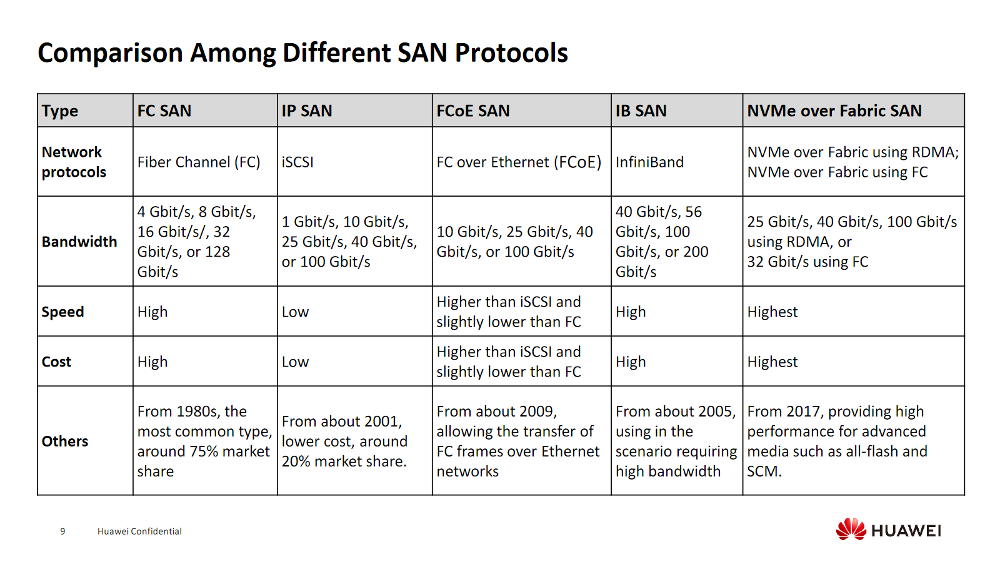 Comparison Among Different SAN Protocols
Type
FC SAN
IP SAN
FCoE SAN
IB SAN
NVMe over Fabric SAN
Network
protocols
Fiber Channel (FC)
iSCSI
FC over Ethernet (FCoE)
InfiniBand
NVMe over Fabric using RDMA;
NVMe over Fabric using FC
Bandwidth
4 Gbit/s, 8 Gbit/s,
16 Gbit/s/, 32
Gbit/s, or 128
Gbit/s
1 Gbit/s, 10 Gbit/s,
25 Gbit/s, 40 Gbit/s,
or 100 Gbit/s
10 Gbit/s, 25 Gbit/s, 40
Gbit/s, or 100 Gbit/s
40 Gbit/s, 56
Gbit/s, 100
Gbit/s, or 200
Gbit/s
25 Gbit/s, 40 Gbit/s, 100 Gbit/s
using RDMA, or
32 Gbit/s using FC
Speed
High
Low
Higher than iSCSI and
slightly lower than FC
High
Highest
Cost
High
Low
Higher than iSCSI and
slightly lower than FC
High
Highest
Others
From 1980s, the
most common type,
around 75% market
share
From about 2001,
lower cost, around
20% market share.
From about 2009,
allowing the transfer of
FC frames over Ethernet
networks
From about 2005,
using in the
scenario requiring
high bandwidth
From 2017, providing high
performance for advanced
media such as all-flash and
SCM.
9
Huawei Confidential
HUAWEI